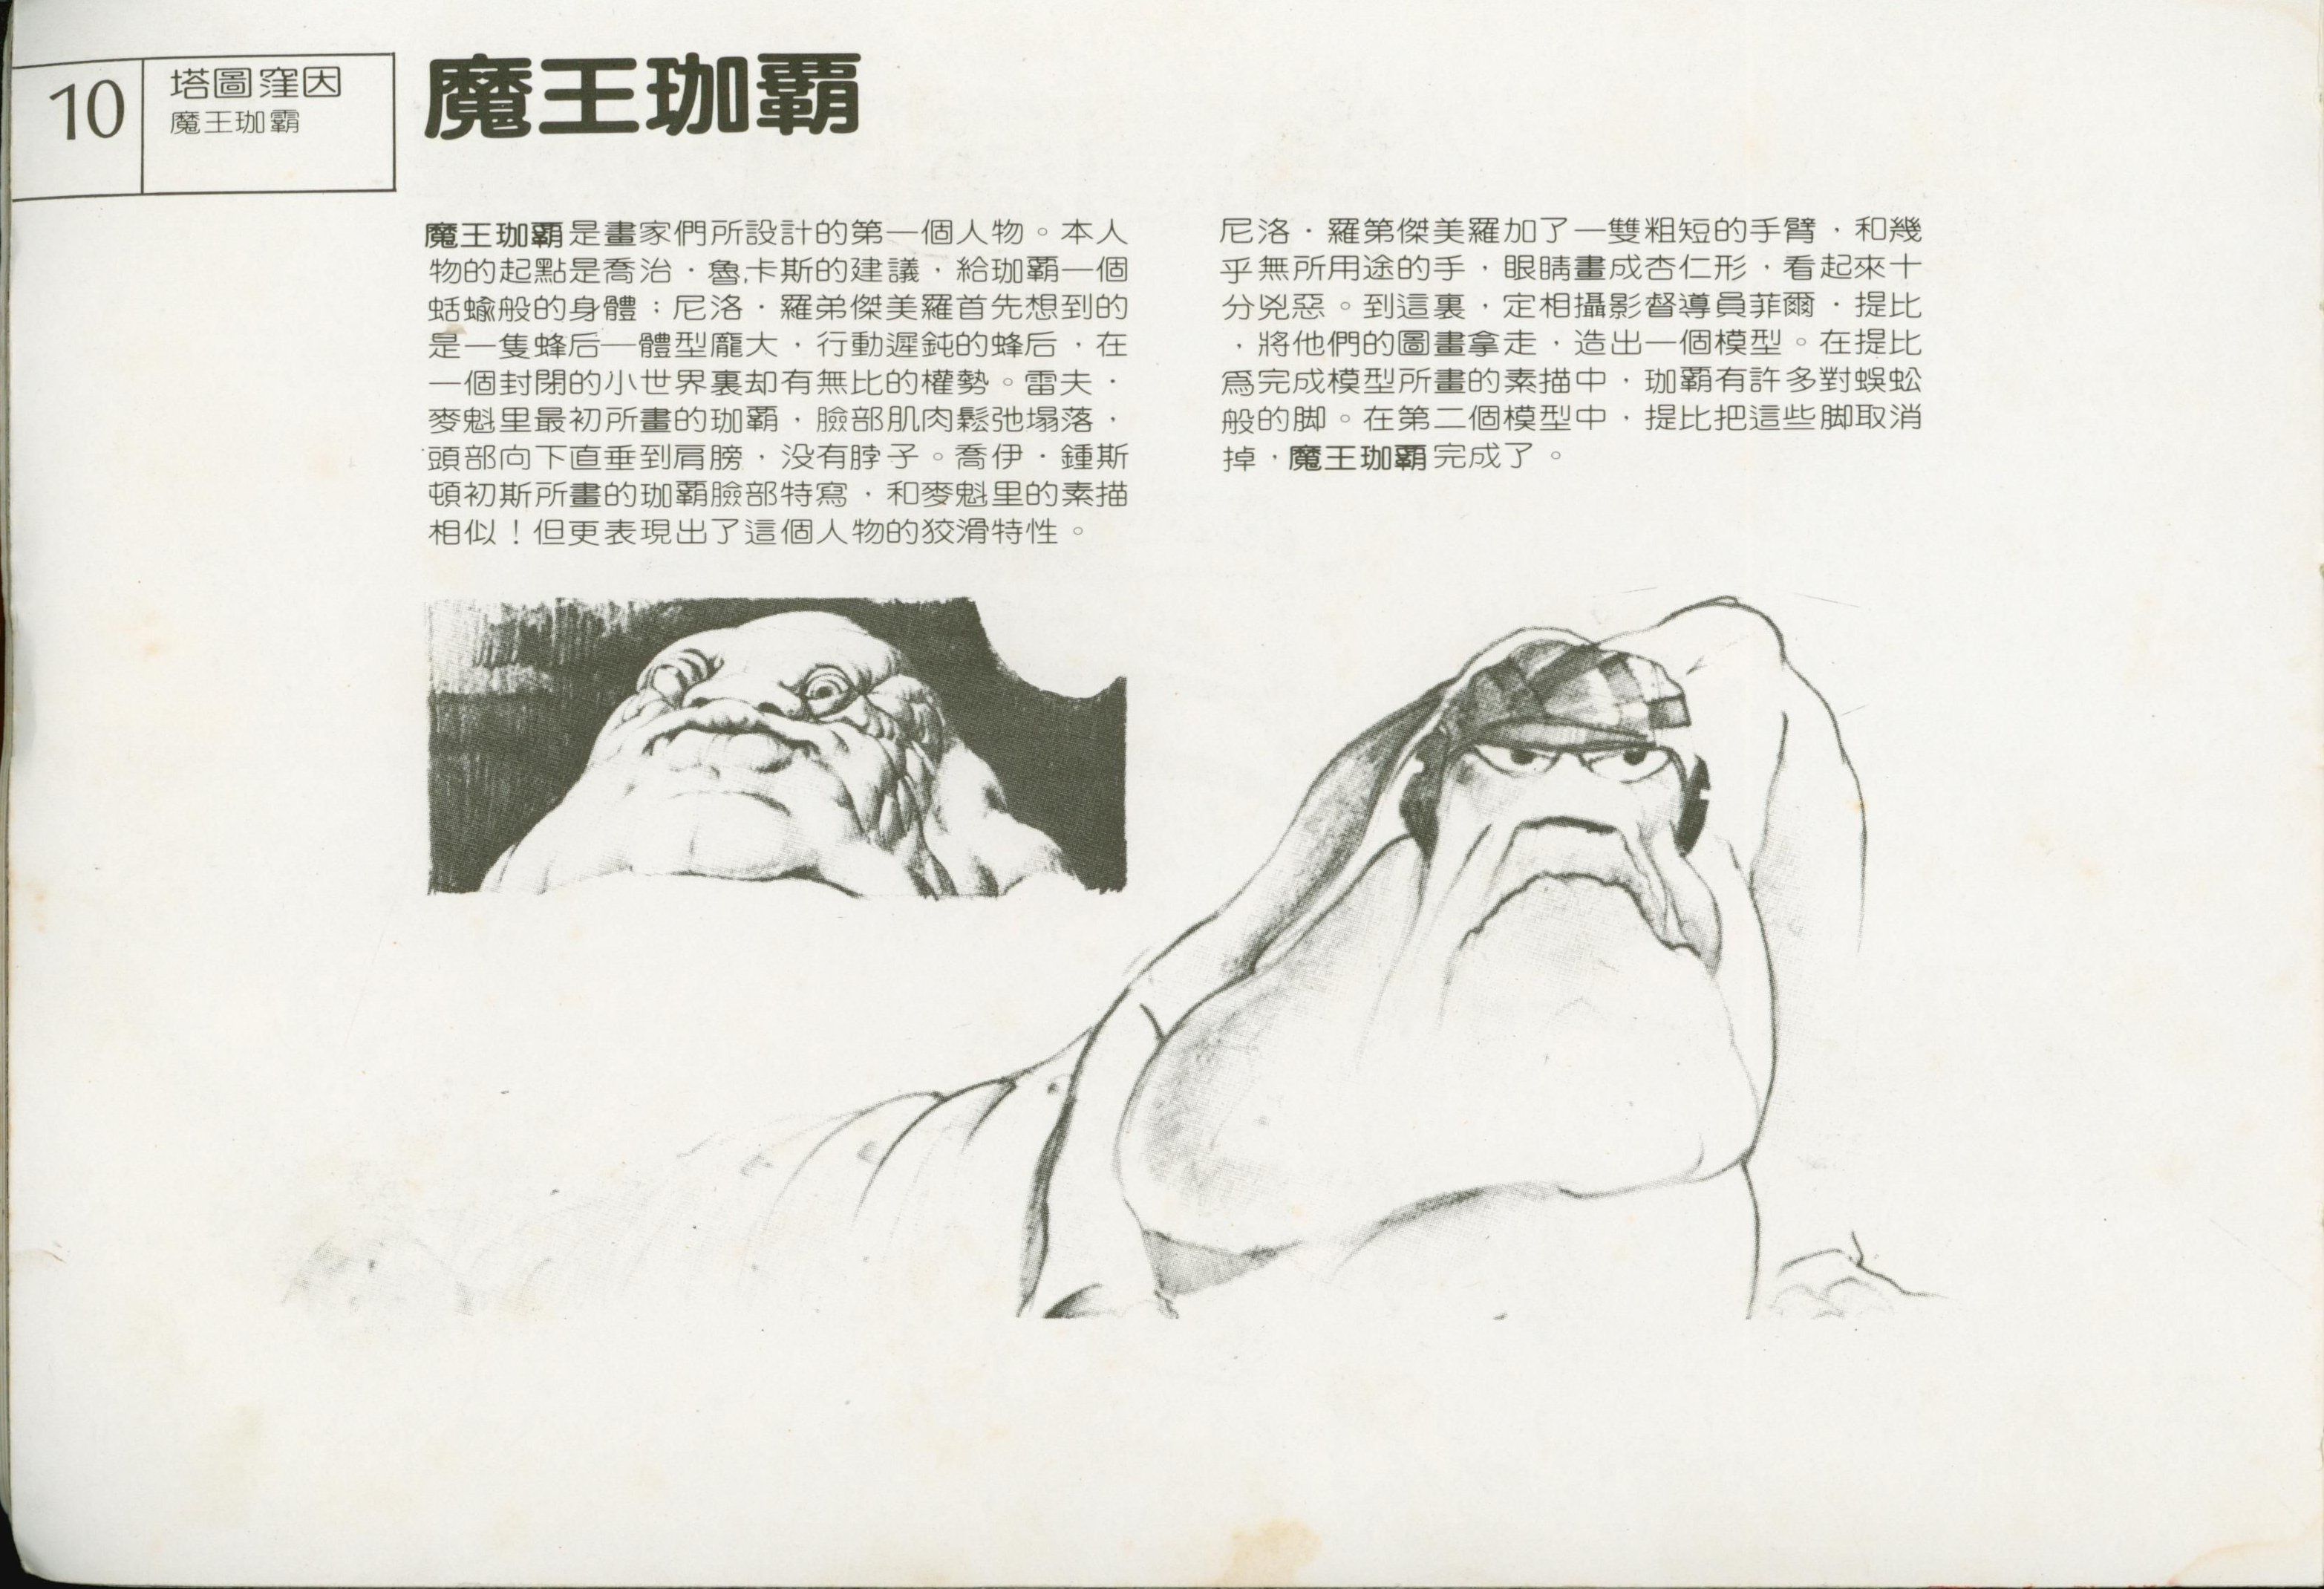 10
塔圖窪因
魔王珈霸
魔王珈霸
魔王珈霸是畫家們所設計的第一個人物。本人
物的起點是喬治·魯卡斯的建議，給珈霸一個
蛞蝓般的身體；尼洛·羅弟傑美羅首先想到的
是一隻蜂后—體型龐大，行動遲鈍的蜂后，在
一個封閉的小世界裏却有無比的權勢。雷夫·
麥魁里最初所畫的珈霸，臉部肌肉鬆弛塌落，
頭部向下直垂到肩膀，没有脖子。喬伊·鍾斯
頓初斯所畫的珈霸臉部特寫，和麥魁里的素描
相似！但更表現出了這個人物的狡滑特性。
尼洛·羅第傑美羅加了一雙粗短的手臂，和幾
乎無所用途的手，眼睛畫成杏仁形，看起來十
分兇惡。到這裏，定相攝影督導員菲爾·提比
，將他們的圖畫拿走，造出一個模型。在提比
爲完成模型所畫的素描中，珈霸有許多對蜈蚣
般的脚。在第二個模型中，提比把這些脚取消
掉，魔王珈霸完成了。